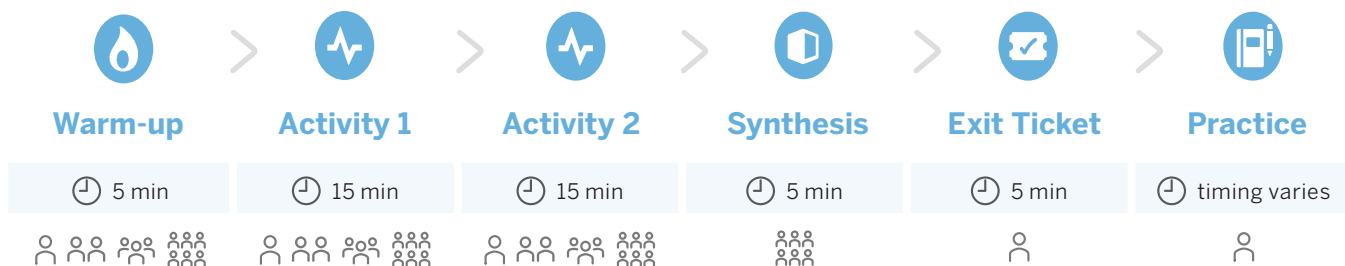 Warm-up
Activity 1
Activity 2
Synthesis
Exit Ticket
Practice
5 min
15 min
15 min
5 min
5 min
timing varies